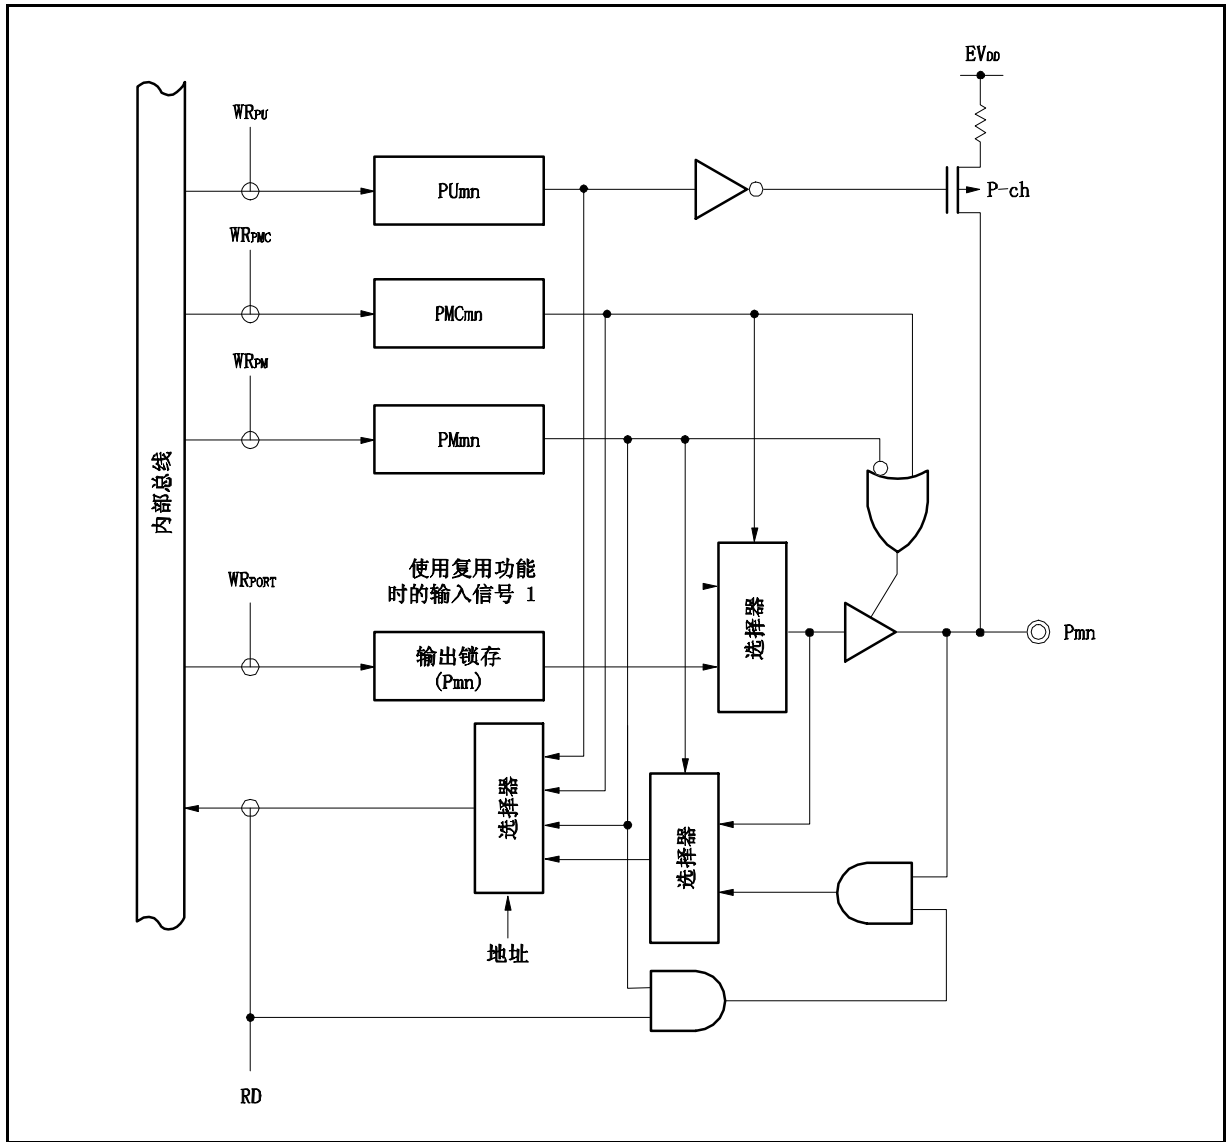 EVDD
WRPU
PUmn
P-ch
WRPMC
PMCmn
WRPM
PMmn
内部总线
使用复用功能
时的输入信号 1
WRPORT
输出锁存
(Pmn)
选择器
Pmn
选择器
选择器
地址
RD